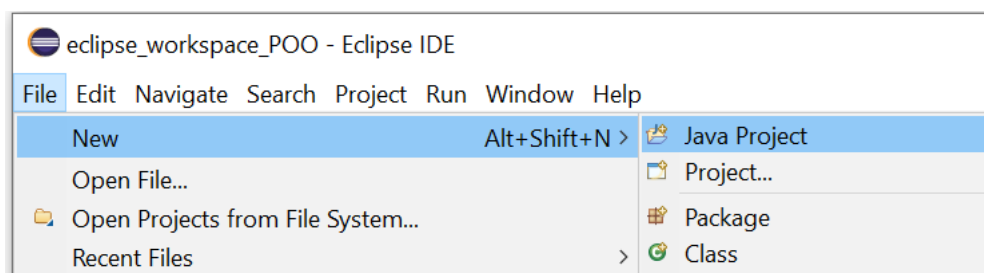 eclipse_workspace_POO - Eclipse IDE
File Edit Navigate Search Project Run Window Help
New Alt+Shift+N > Java Project
Open File... Project...
Open Projects from File System... Package
Recent Files > Class